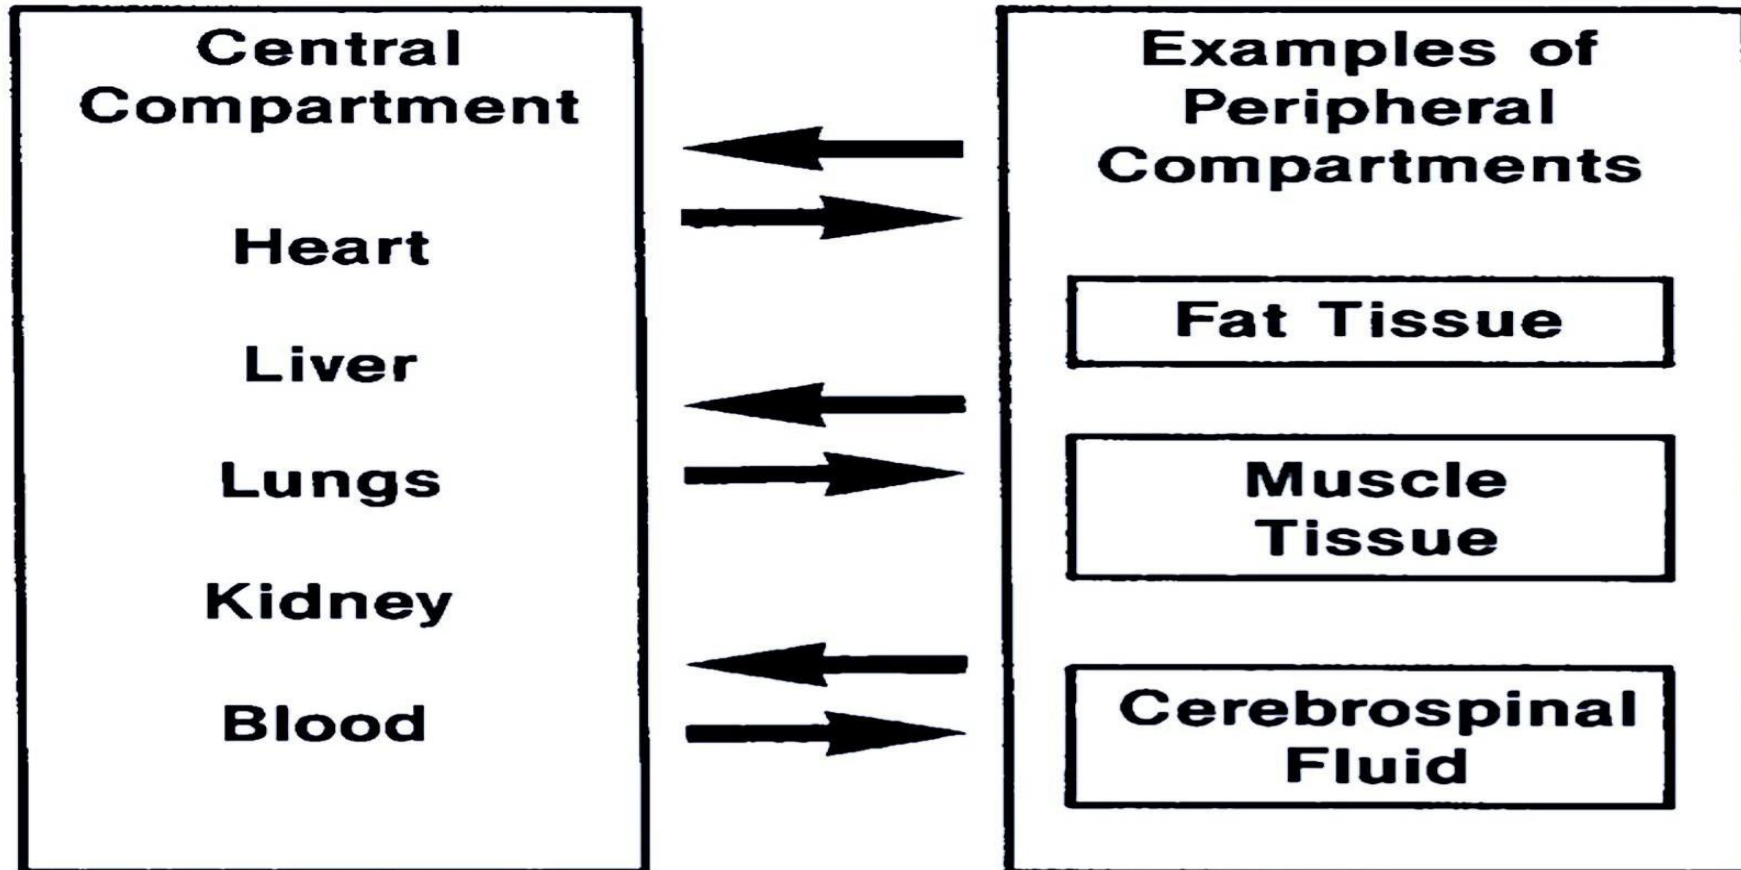 Central
Compartment
Heart
Liver
Lungs
Kidney
Blood
Examples of
Peripheral
Compartments
Fat Tissue
Muscle
Tissue
Cerebrospinal
Fluid